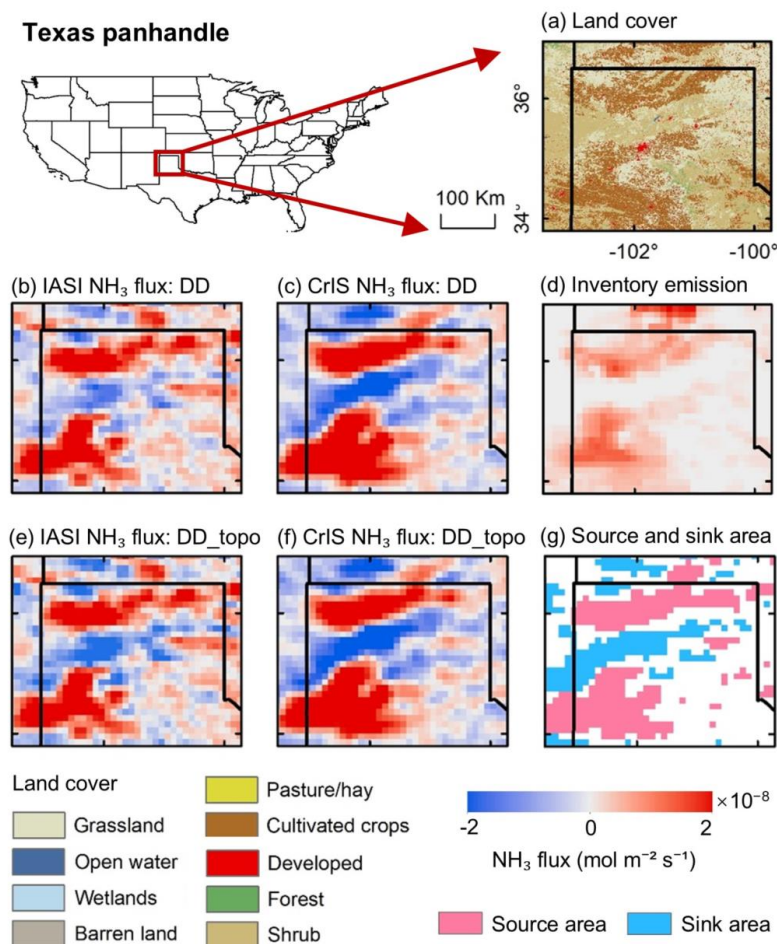 Texas panhandle
(a) Land cover
36°
34°
100 Km
-102°
-100°
(b) IASI NH₃ flux: DD
(c) CrIS NH₃ flux: DD
(d) Inventory emission
(e) IASI NH₃ flux: DD_topo
(f) CrIS NH₃ flux: DD_topo
(g) Source and sink area
Land cover
Grassland
Open water
Wetlands
Barren land
Pasture/hay
Cultivated crops
Developed
Forest
Shrub
×10⁻⁸
-2
0
2
NH₃ flux (mol m⁻² s⁻¹)
Source area
Sink area